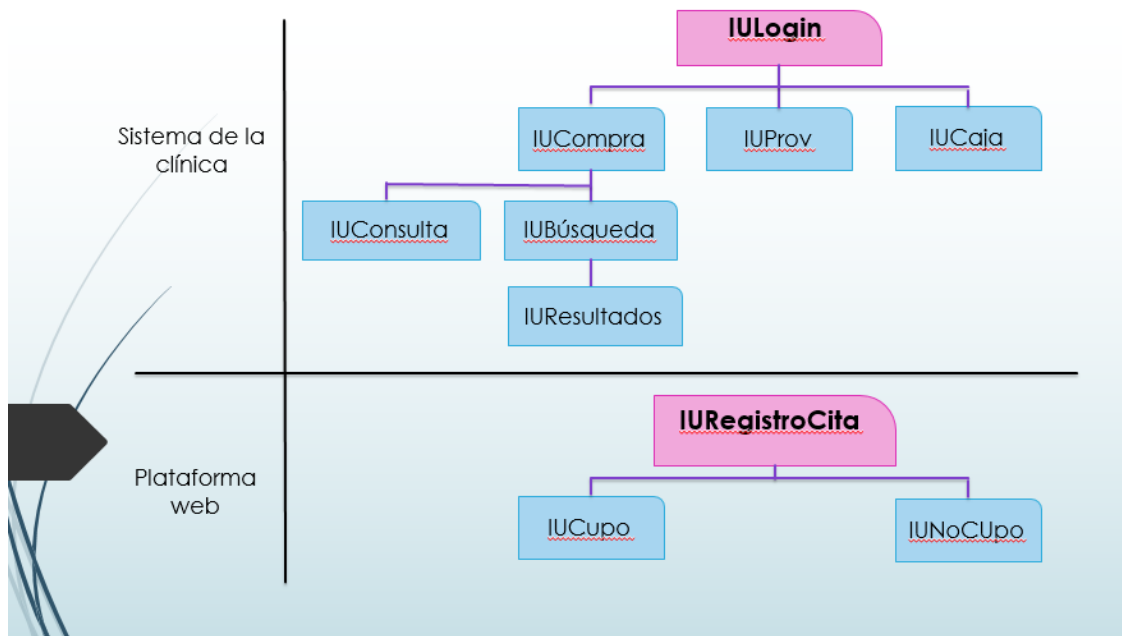 IULogin
Sistema de la
clínica
IUCompra
IUProv
IUCaja
IUConsulta
IUBúsqueda
IUResultados
IURegistroCita
Plataforma
web
IUCupo
IUNoCUpo